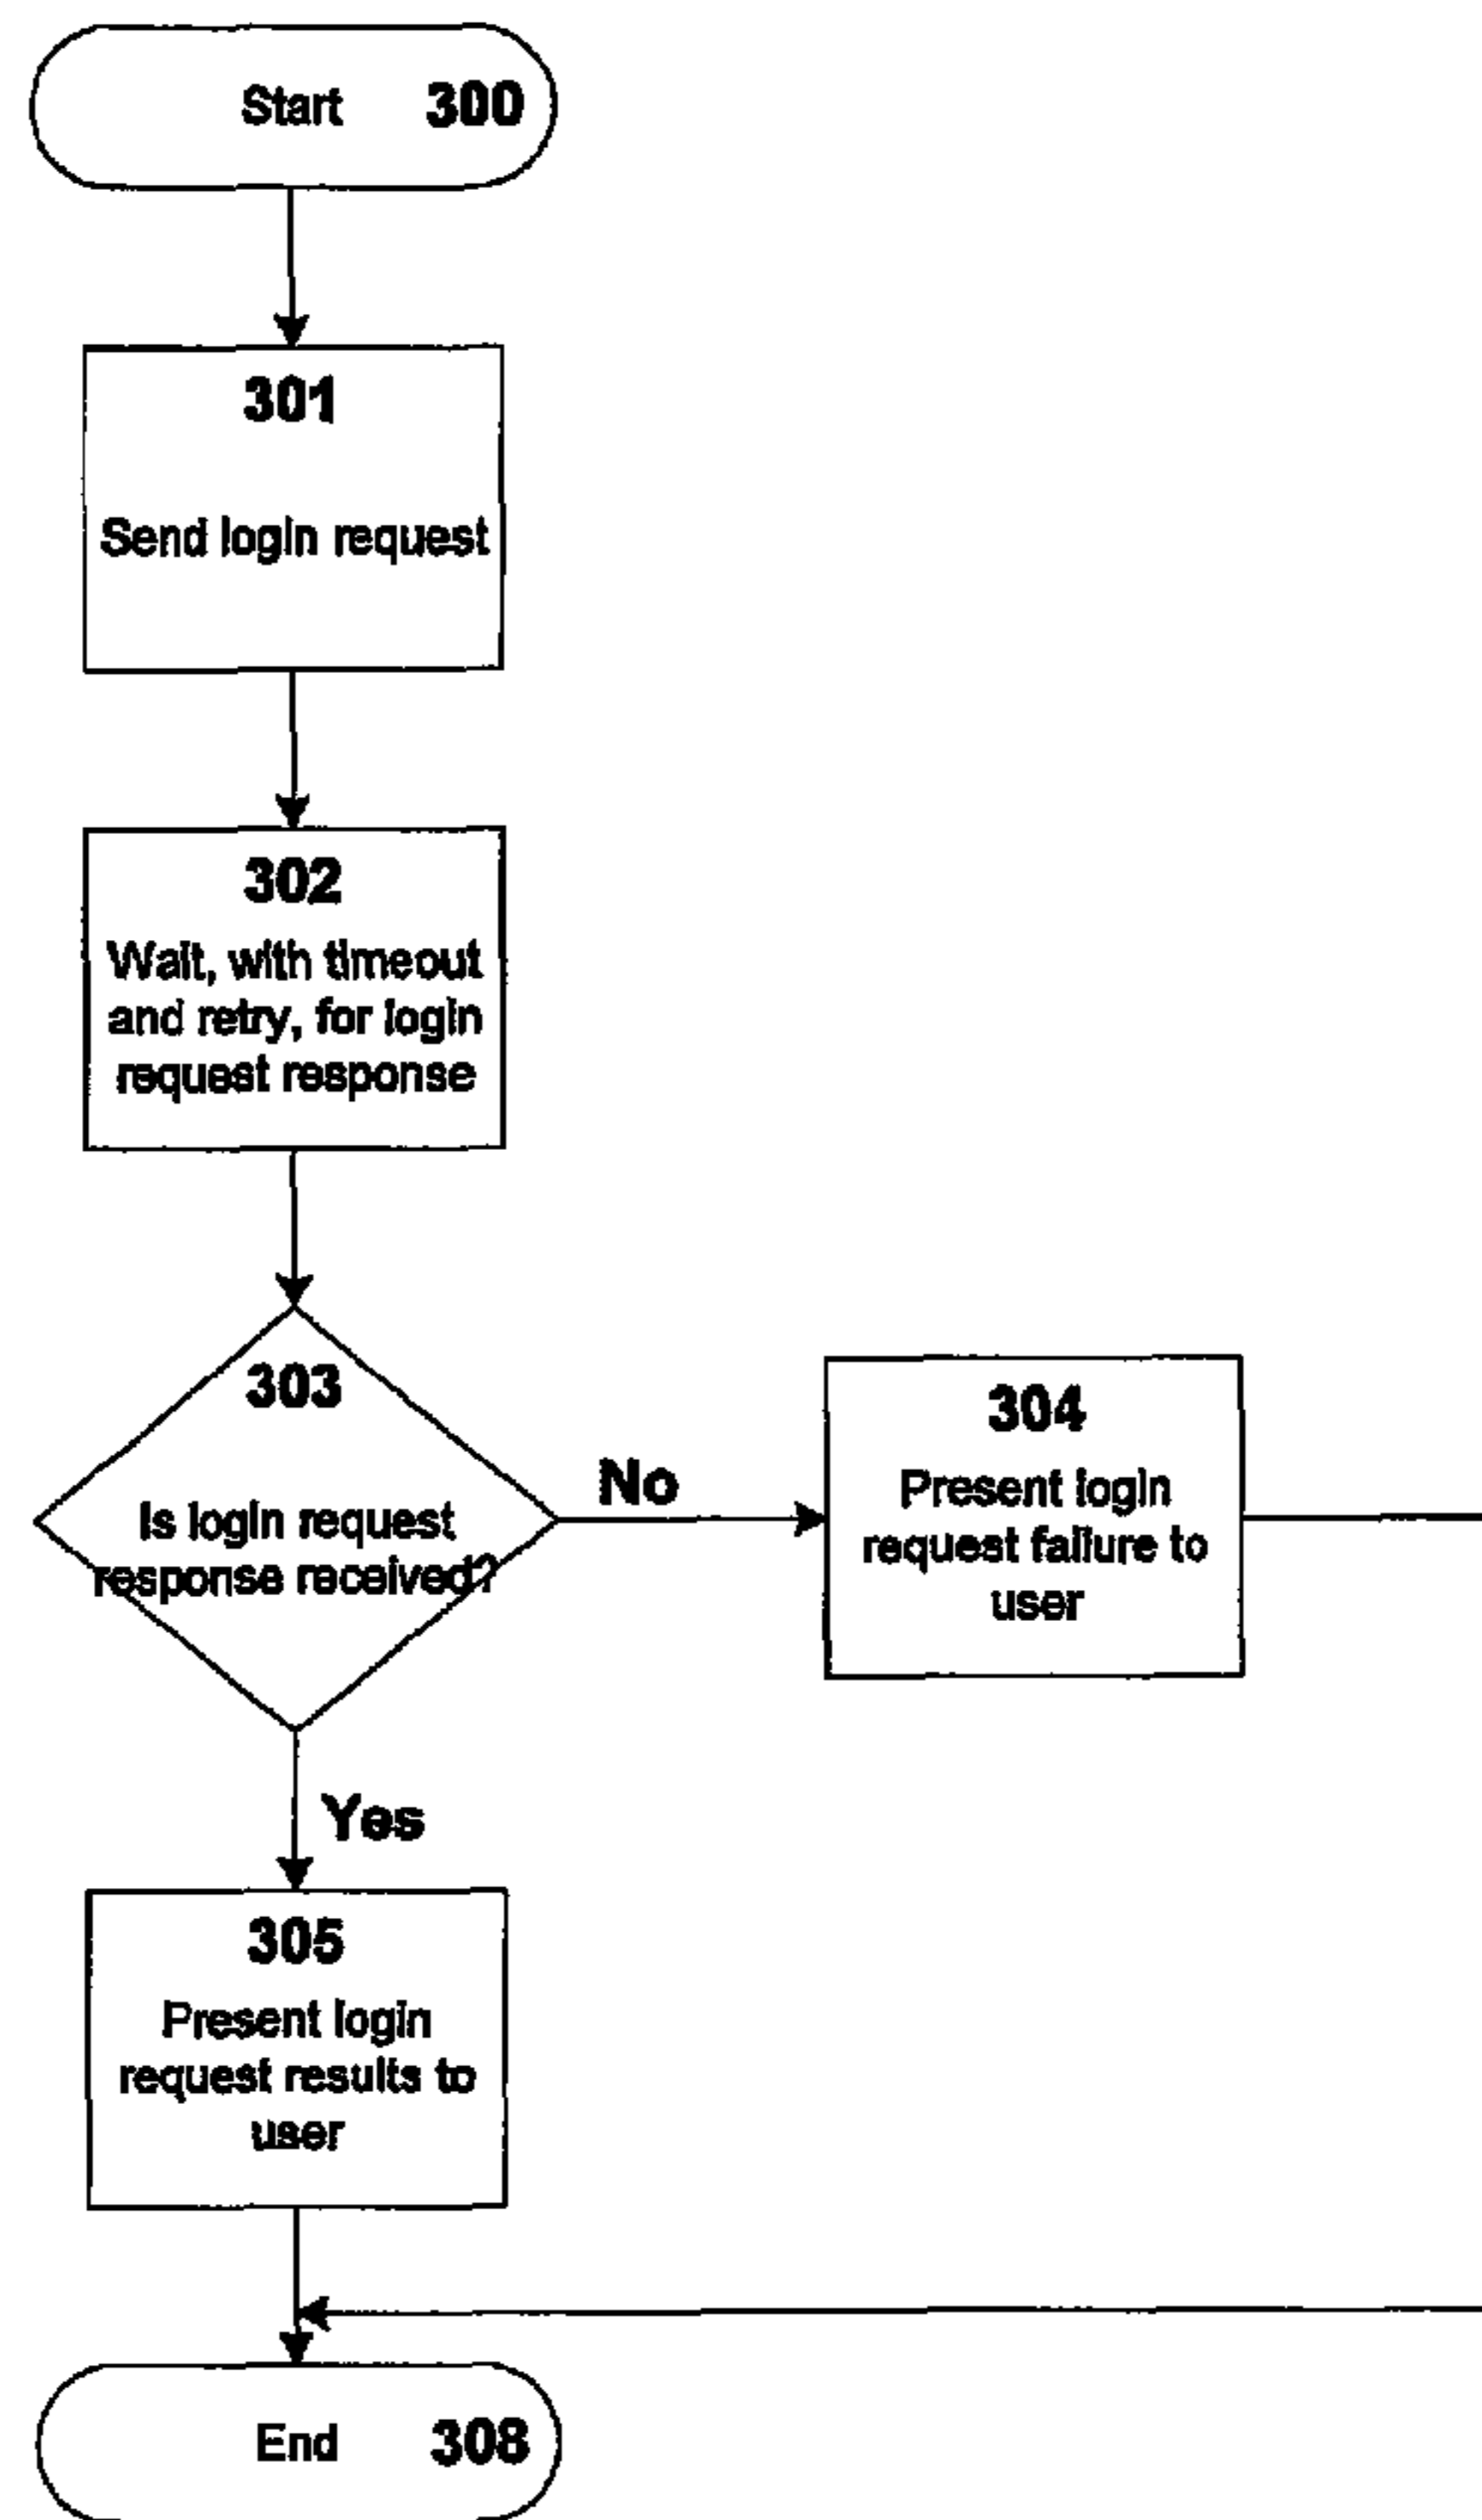 Start 300
301
Send login request
302
Wait, with timeout
and retry, for login
request response
303
Is login request
response received?
No
304
Present login
request failure to
user
Yes
305
Present login
request results to
user
End 308